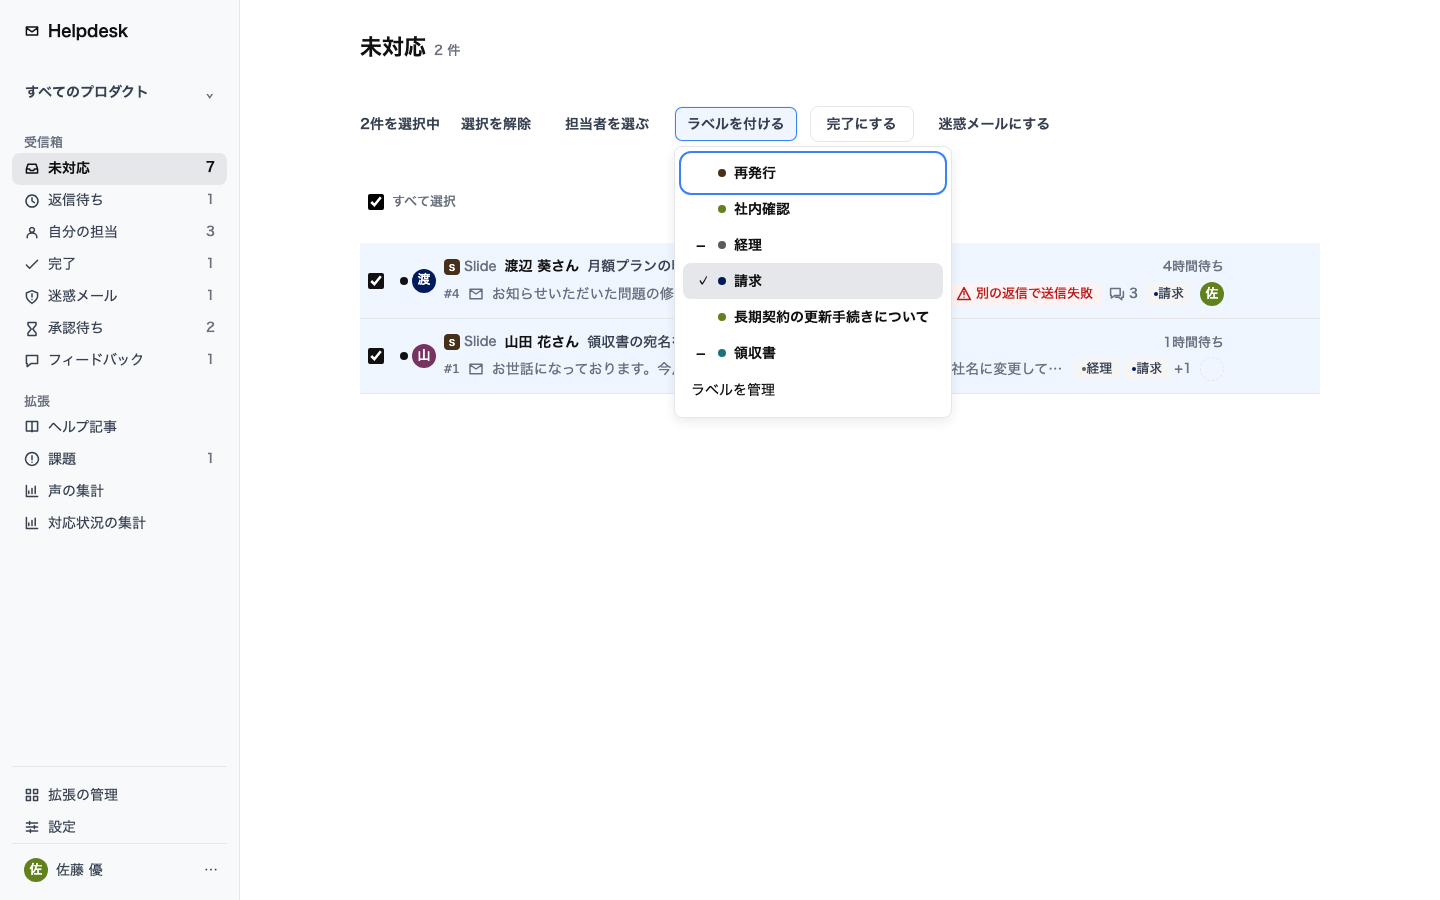 Helpdesk
すべてのプロダクト
受信箱
未対応 7
返信待ち 1
自分の担当 3
完了 1
迷惑メール 1
承認待ち 2
フィードバック 1
拡張
ヘルプ記事
課題 1
声の集計
対応状況の集計
拡張の管理
設定
佐 佐藤 優 …
未対応 2 件
2件を選択中 選択を解除 担当者を選ぶ ラベルを付ける 完了にする 迷惑メールにする
すべて選択
渡 S Slide 渡辺 葵さん 月額プランの 4時間待ち
#4 お知らせいただいた問題の修 別の返信で送信失敗 3 •請求 佐
山 S Slide 山田 花さん 領収書の宛名 1時間待ち
#1 お世話になっております。今 社名に変更して… •経理 •請求 +1
再発行
社内確認
– 経理
✓ 請求
長期契約の更新手続きについて
– 領収書
ラベルを管理